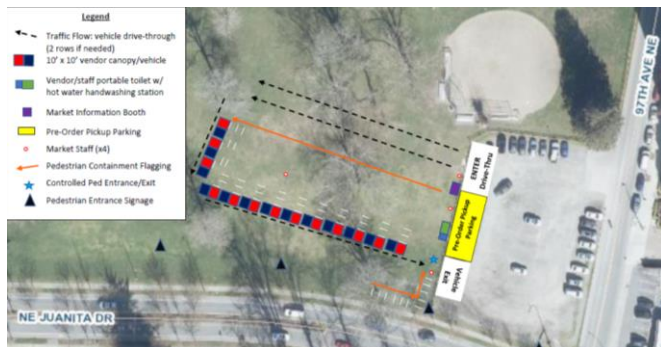 Legend
Traffic Flow: vehicle drive-through
(2 rows if needed)
10' x 10' vendor canopy/vehicle
Vendor/staff portable toilet w/
hot water handwashing station
Market Information Booth
Pre-Order Pickup Parking
Market Staff (x4)
Pedestrian Containment Flagging
Controlled Ped Entrance/Exit
Pedestrian Entrance Signage
97TH AVE NE
ENTER
Drive-Thru
Pre-Order Pickup
Parking
Vehicle
Exit
NE JUANITA DR